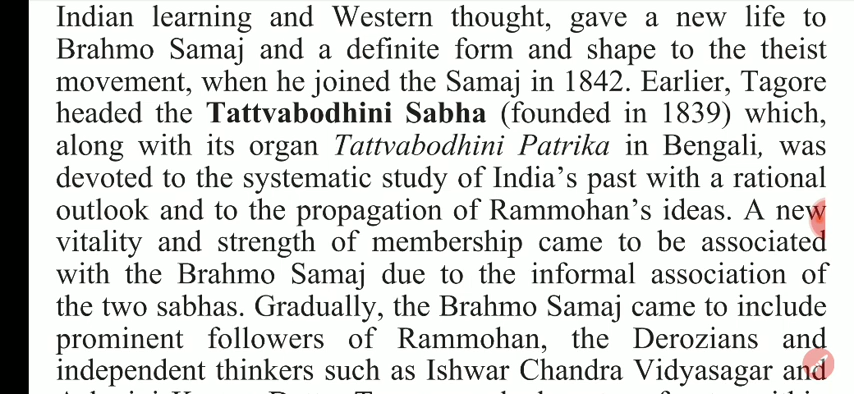 Indian learning and Western thought, gave a new life to
Brahmo Samaj and a definite form and shape to the theist
movement, when he joined the Samaj in 1842. Earlier, Tagore
headed the Tattvabodhini Sabha (founded in 1839) which,
along with its organ Tattvabodhini Patrika in Bengali, was
devoted to the systematic study of India’s past with a rational
outlook and to the propagation of Rammohan’s ideas. A new
vitality and strength of membership came to be associated
with the Brahmo Samaj due to the informal association of
the two sabhas. Gradually, the Brahmo Samaj came to include
prominent followers of Rammohan, the Derozians and
independent thinkers such as Ishwar Chandra Vidyasagar and